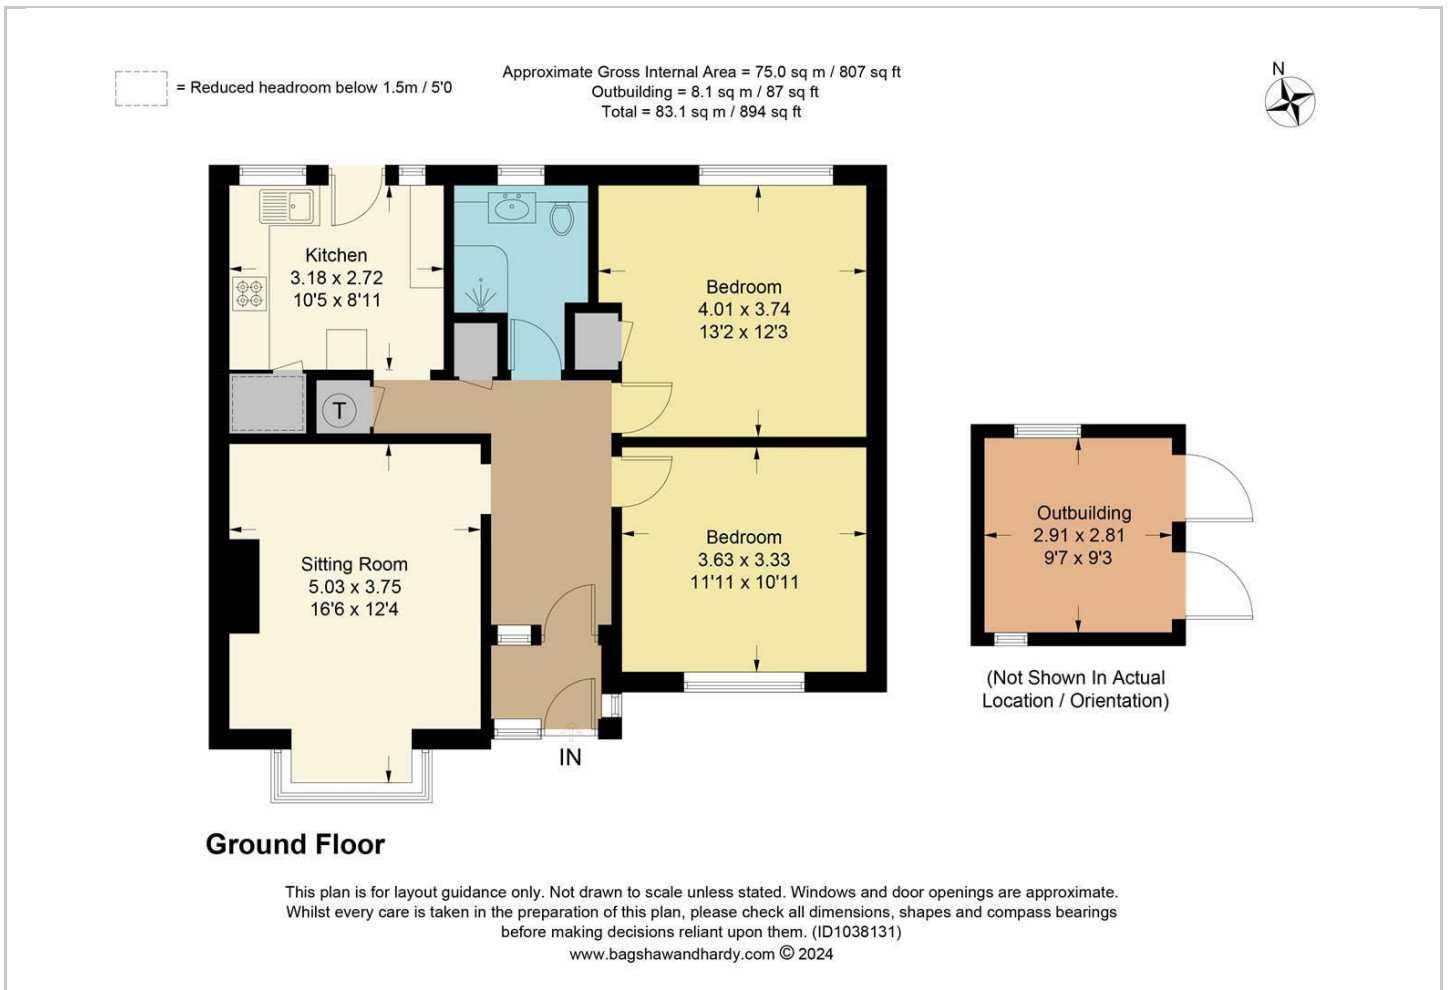 = Reduced headroom below 1.5m / 5'0
Approximate Gross Internal Area = 75.0 sq m / 807 sq ft
Outbuilding = 8.1 sq m / 87 sq ft
Total = 83.1 sq m / 894 sq ft
N
Kitchen
3.18 x 2.72
10'5 x 8'11
Bedroom
4.01 x 3.74
13'2 x 12'3
T
Sitting Room
5.03 x 3.75
16'6 x 12'4
Bedroom
3.63 x 3.33
11'11 x 10'11
Outbuilding
2.91 x 2.81
9'7 x 9'3
(Not Shown In Actual
Location / Orientation)
IN
Ground Floor
This plan is for layout guidance only. Not drawn to scale unless stated. Windows and door openings are approximate.
Whilst every care is taken in the preparation of this plan, please check all dimensions, shapes and compass bearings
before making decisions reliant upon them. (ID1038131)
www.bagshawandhardy.com © 2024